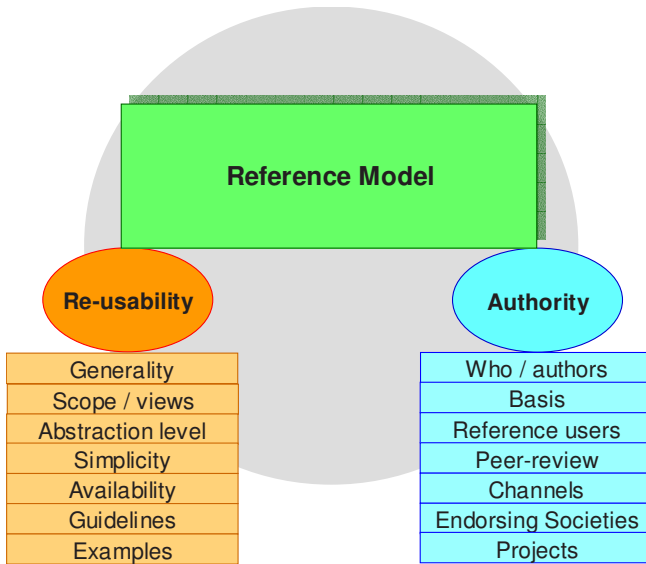 Reference Model
Re-usability
Generality
Scope / views
Abstraction level
Simplicity
Availability
Guidelines
Examples
Authority
Who / authors
Basis
Reference users
Peer-review
Channels
Endorsing Societies
Projects